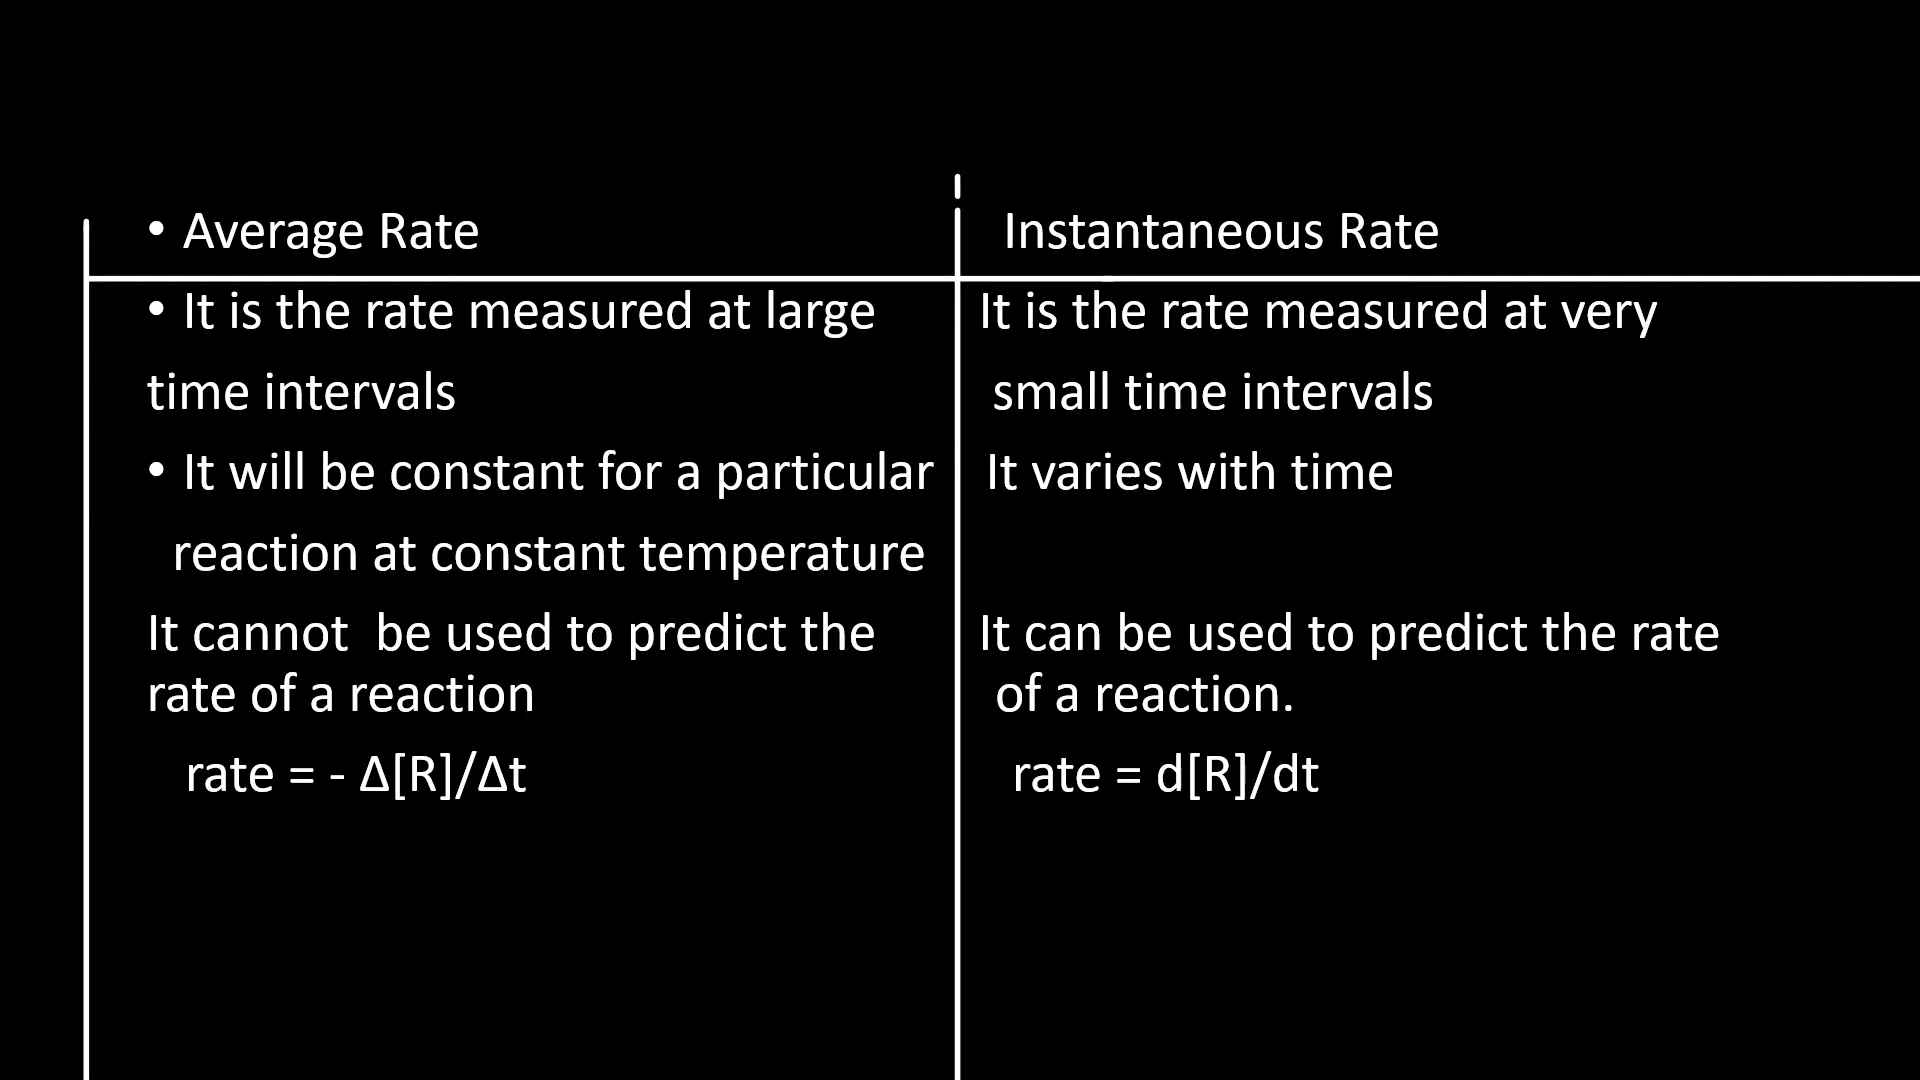 • Average Rate
Instantaneous Rate
• It is the rate measured at large
time intervals
It is the rate measured at very
small time intervals
• It will be constant for a particular
reaction at constant temperature
It varies with time
It cannot  be used to predict the
rate of a reaction
It can be used to predict the rate
of a reaction.
rate = - Δ[R]/Δt
rate = d[R]/dt